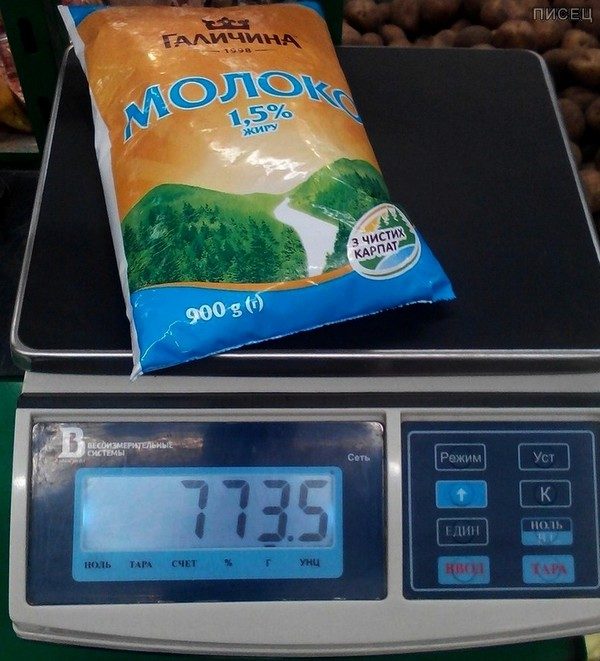 ПИСЕЦ
ГАЛИЧИНА
1998
МОЛОКО
1,5%
ЖИРУ
З ЧИСТИХ
КАРПАТ
900 g (г)
В ВЕСОИЗМЕРИТЕЛЬНЫЕ
СИСТЕМЫ
Сеть
773.5
НОЛЬ ТАРА СЧЕТ % Г УНЦ
Режим Уст
↑ К
ЕДИН НОЛЬ
ВВОД ТАРА